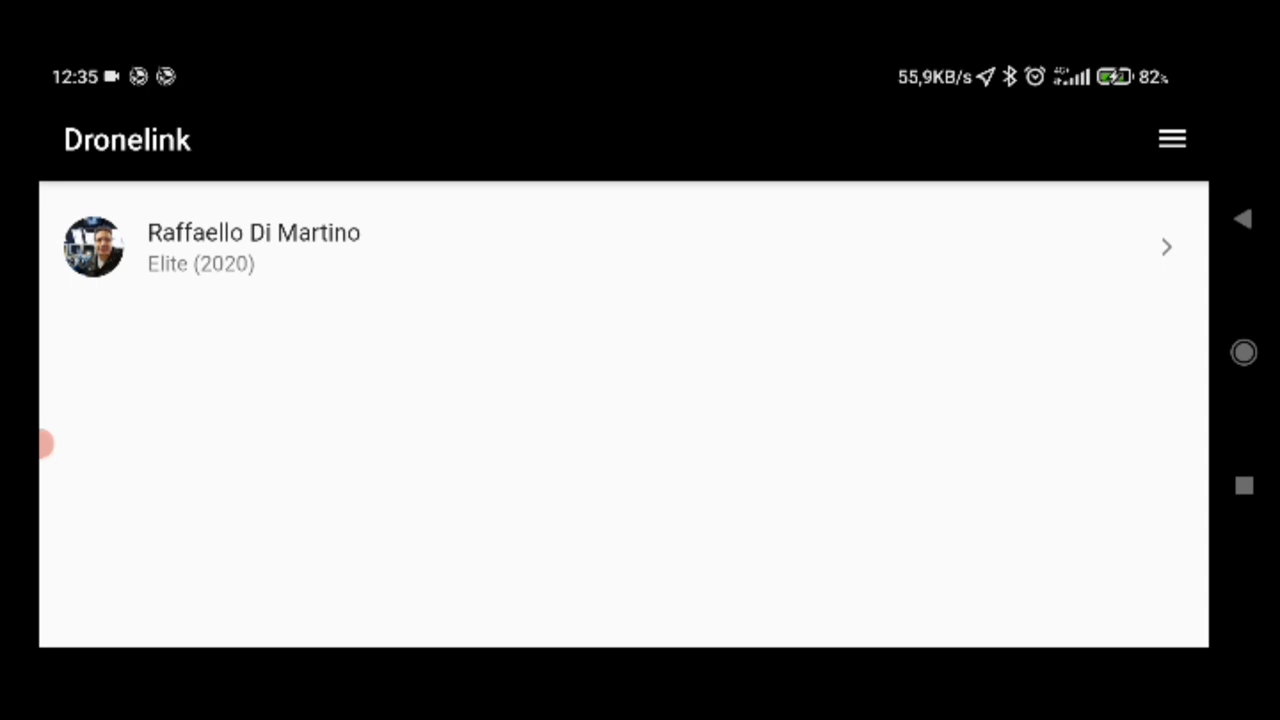 12:35 55,9KB/s 82%
Dronelink
Raffaello Di Martino
Elite (2020)